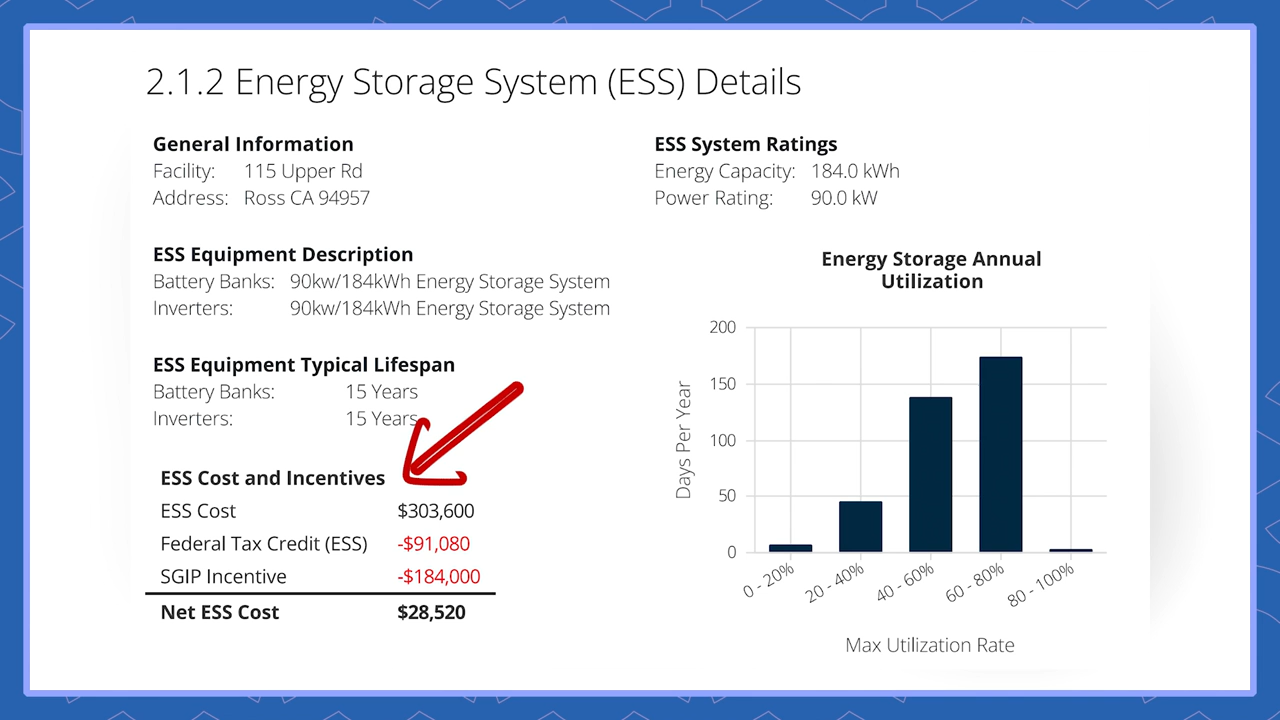 2.1.2 Energy Storage System (ESS) Details
General Information
Facility: 115 Upper Rd
Address: Ross CA 94957
ESS Equipment Description
Battery Banks: 90kw/184kWh Energy Storage System
Inverters: 90kw/184kWh Energy Storage System
ESS Equipment Typical Lifespan
Battery Banks: 15 Years
Inverters: 15 Years
ESS Cost and Incentives
ESS Cost $303,600
Federal Tax Credit (ESS) -$91,080
SGIP Incentive -$184,000
Net ESS Cost $28,520
ESS System Ratings
Energy Capacity: 184.0 kWh
Power Rating: 90.0 kW
Energy Storage Annual
Utilization
Days Per Year
200
150
100
50
0
0 - 20% 20 - 40% 40 - 60% 60 - 80% 80 - 100%
Max Utilization Rate